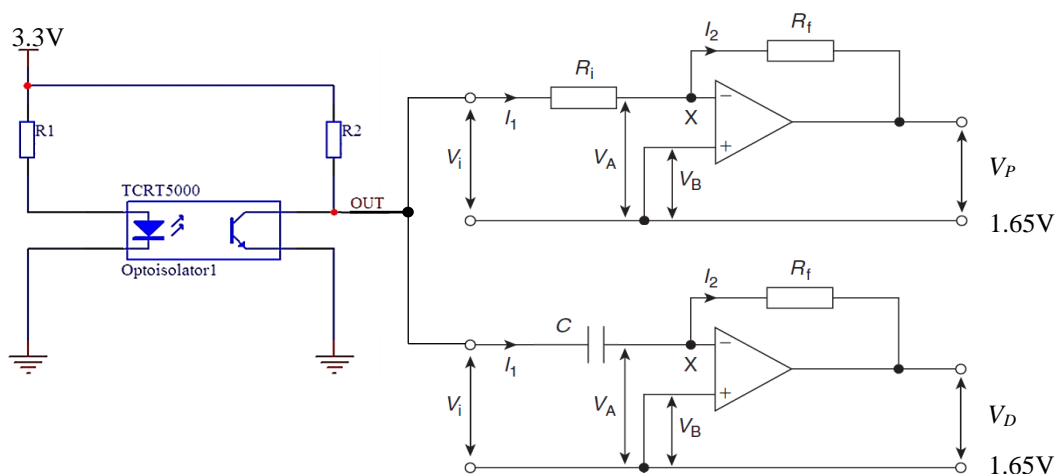 3.3V
R1
R2
TCRT5000
OUT
Optoisolator1
I1
Ri
I2
Rf
X
−
+
Vi
VA
VB
VP
1.65V
I1
C
I2
Rf
X
−
+
Vi
VA
VB
VD
1.65V